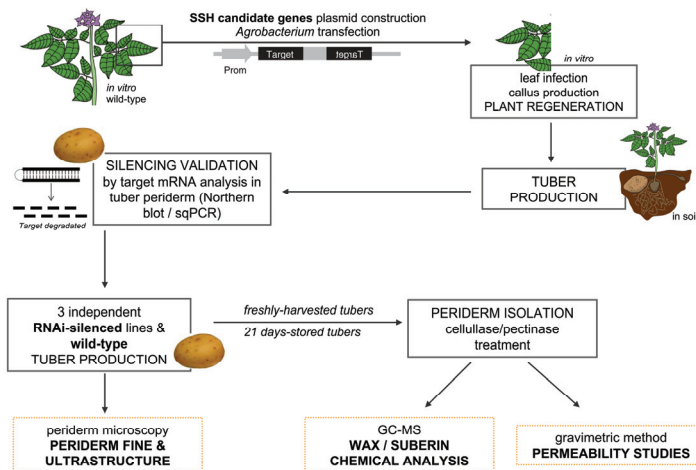 SSH candidate genes plasmid construction
Agrobacterium transfection
Prom
Target
Target
in vitro
wild-type
in vitro
leaf infection
callus production
PLANT REGENERATION
SILENCING VALIDATION
by target mRNA analysis in
tuber periderm (Northern
blot / sqPCR)
Target degraded
TUBER
PRODUCTION
in soi
3 independent
RNAi-silenced lines &
wild-type
TUBER PRODUCTION
freshly-harvested tubers
21 days-stored tubers
PERIDERM ISOLATION
cellullase/pectinase
treatment
periderm microscopy
PERIDERM FINE &
ULTRASTRUCTURE
GC-MS
WAX / SUBERIN
CHEMICAL ANALYSIS
gravimetric method
PERMEABILITY STUDIES